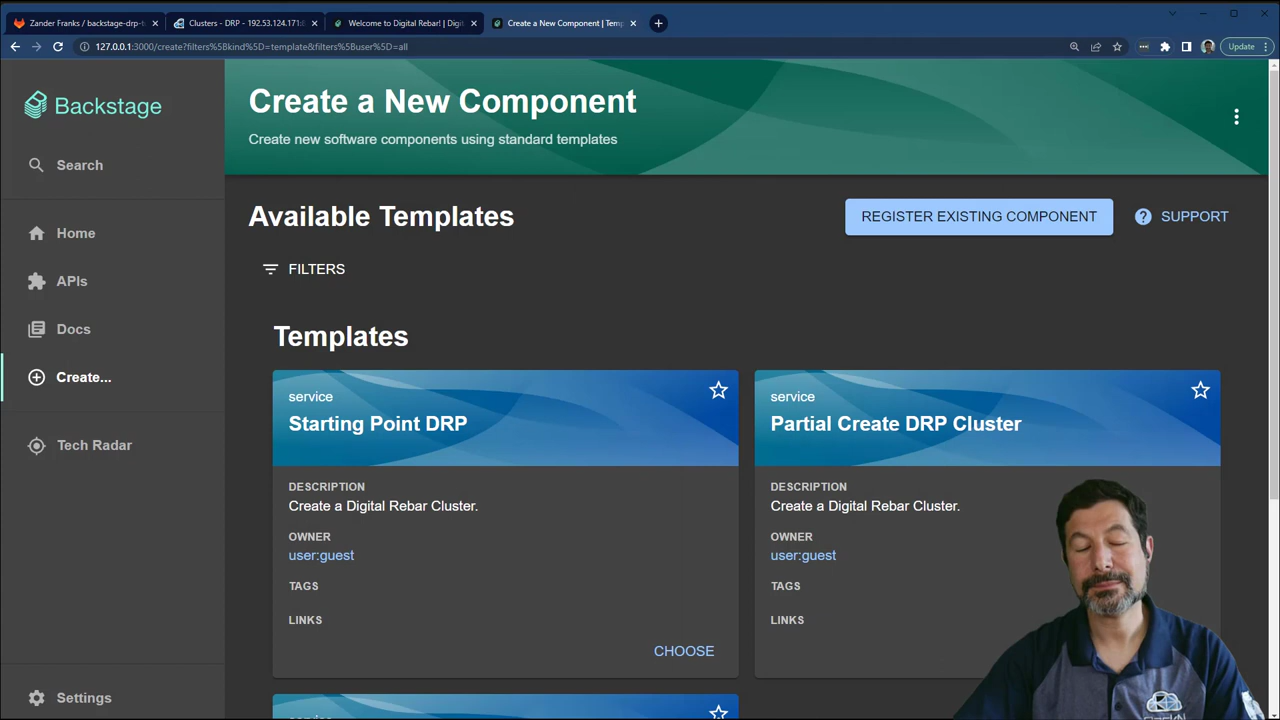 Zander Franks / backstage-drp-t
Clusters - DRP - 192.53.124.171:
Welcome to Digital Rebar! | Digit
Create a New Component | Temp
127.0.0.1:3000/create?filters%5Bkind%5D=template&filters%5Buser%5D=all
Update
Backstage
Search
Home
APIs
Docs
Create...
Tech Radar
Settings
Create a New Component
Create new software components using standard templates
Available Templates
REGISTER EXISTING COMPONENT
SUPPORT
FILTERS
Templates
service
Starting Point DRP
DESCRIPTION
Create a Digital Rebar Cluster.
OWNER
user:guest
TAGS
LINKS
CHOOSE
service
Partial Create DRP Cluster
DESCRIPTION
Create a Digital Rebar Cluster.
OWNER
user:guest
TAGS
LINKS